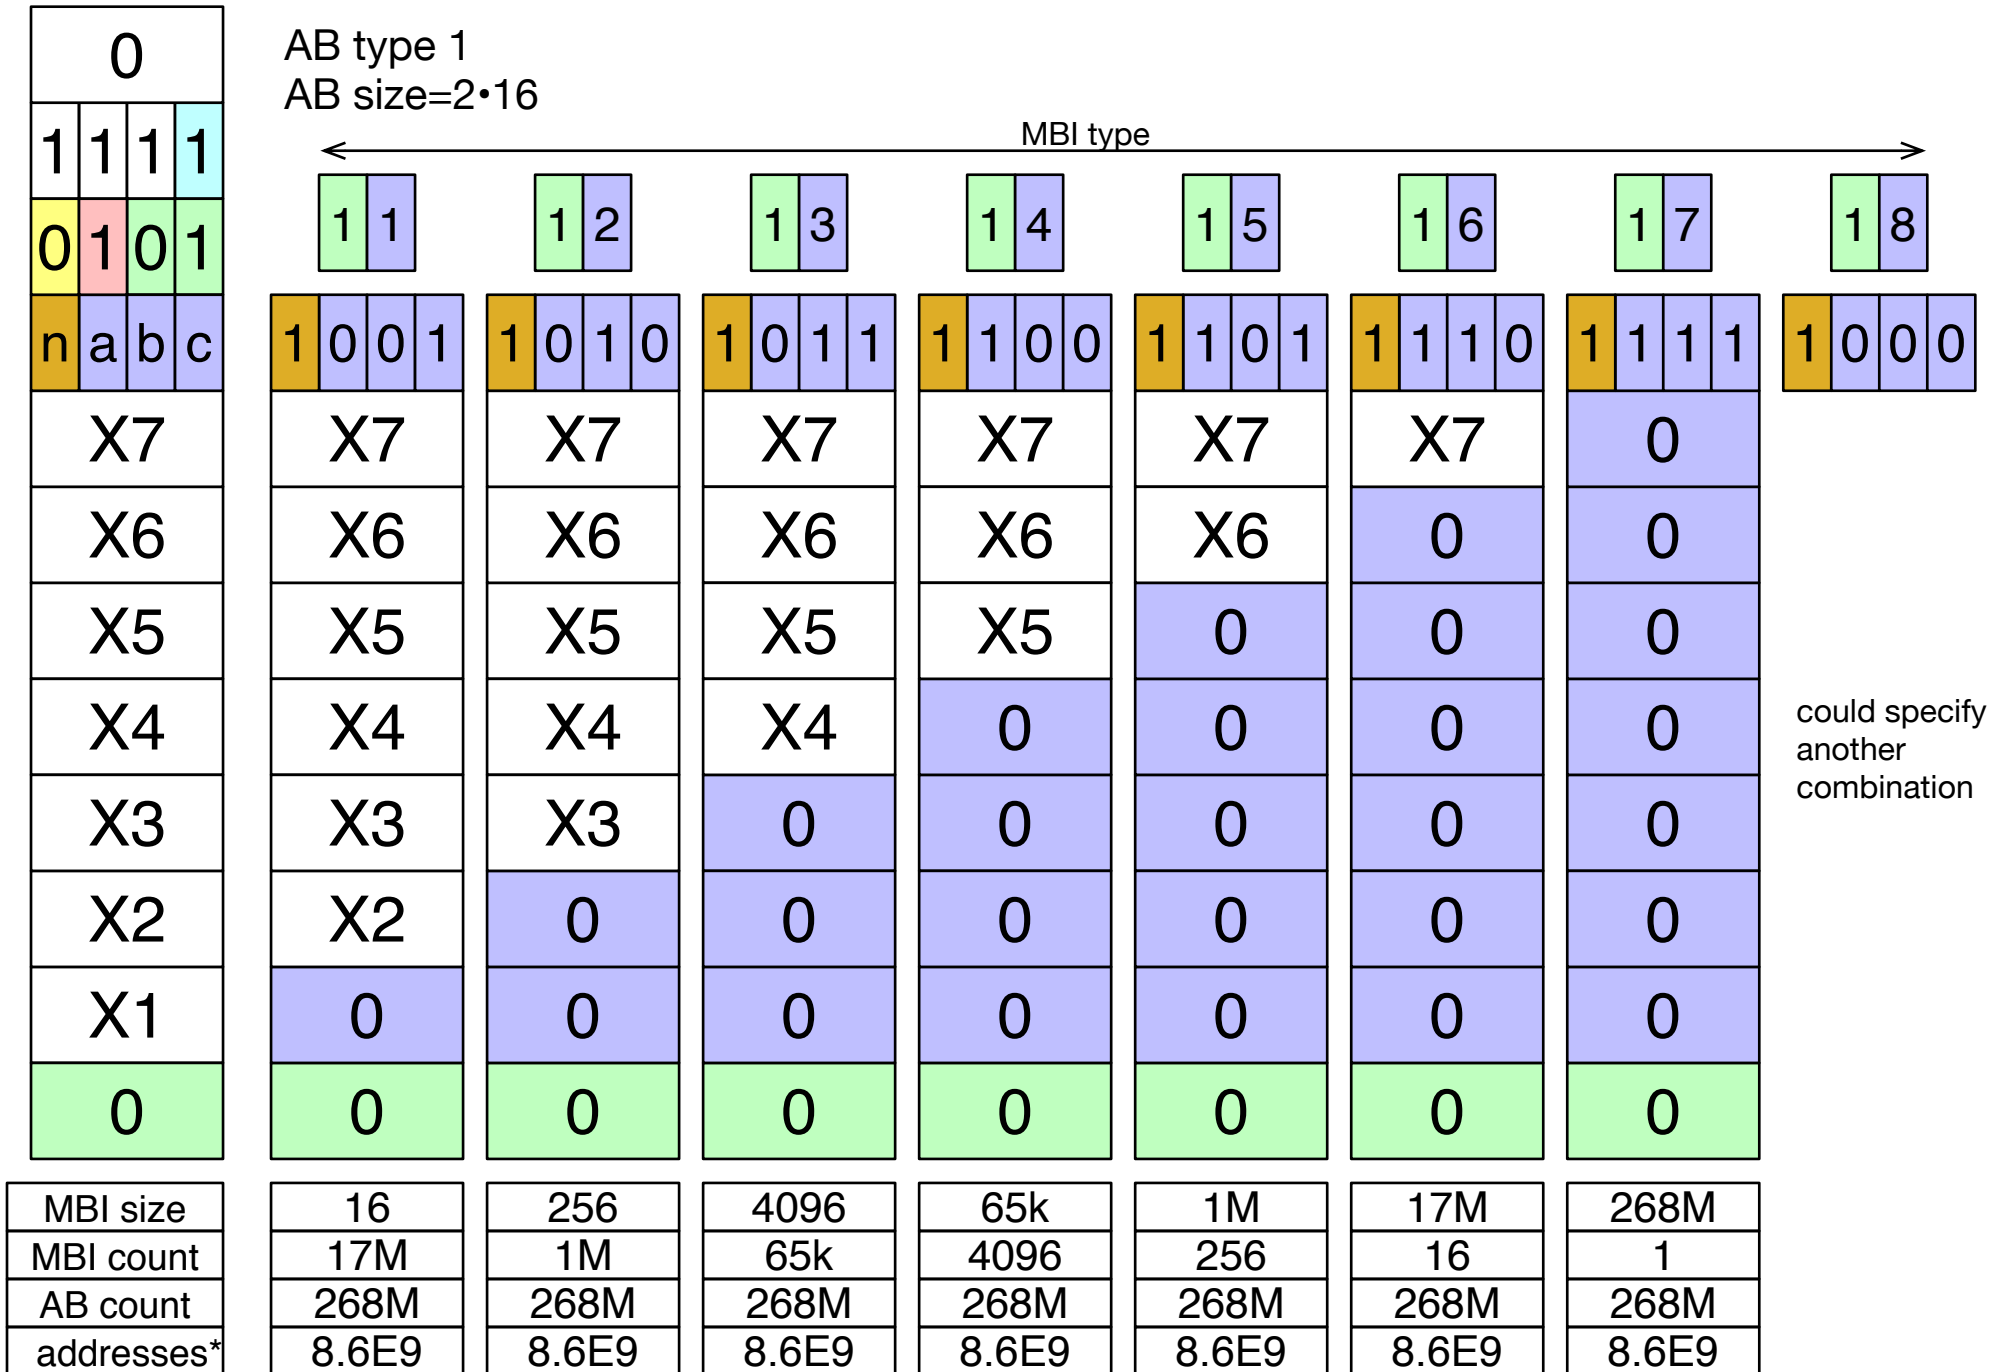 0 AB type 1
AB size=2•16
MBI type
1 1 1 1
0 1 0 1 1 1 1 2 1 3 1 4 1 5 1 6 1 7 1 8
n a b c 1 0 0 1 1 0 1 0 1 0 1 1 1 1 0 0 1 1 0 1 1 1 1 0 1 1 1 1 1 0 0 0
X7 X7 X7 X7 X7 X7 X7 0
X6 X6 X6 X6 X6 X6 0 0
X5 X5 X5 X5 X5 0 0 0
X4 X4 X4 X4 0 0 0 0
could specify
another
combination
X3 X3 X3 0 0 0 0 0
X2 X2 0 0 0 0 0 0
X1 0 0 0 0 0 0 0
0 0 0 0 0 0 0 0
MBI size 16 256 4096 65k 1M 17M 268M
MBI count 17M 1M 65k 4096 256 16 1
AB count 268M 268M 268M 268M 268M 268M 268M
addresses* 8.6E9 8.6E9 8.6E9 8.6E9 8.6E9 8.6E9 8.6E9